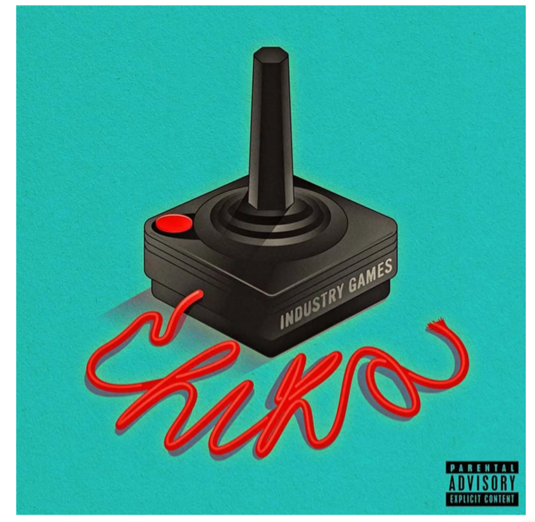 INDUSTRY GAMES
Chika
PARENTAL
ADVISORY
EXPLICIT CONTENT